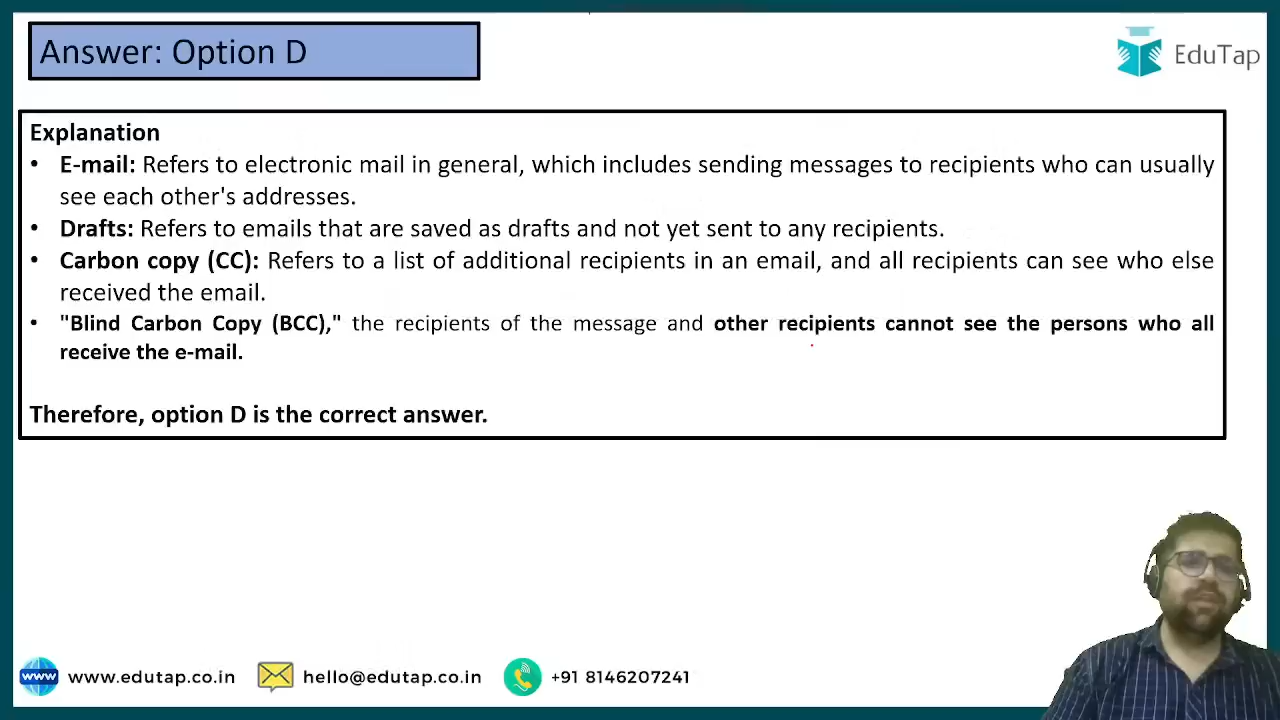 Answer: Option D
EduTap
Explanation
• E-mail: Refers to electronic mail in general, which includes sending messages to recipients who can usually
see each other's addresses.
• Drafts: Refers to emails that are saved as drafts and not yet sent to any recipients.
• Carbon copy (CC): Refers to a list of additional recipients in an email, and all recipients can see who else
received the email.
• "Blind Carbon Copy (BCC)," the recipients of the message and other recipients cannot see the persons who all
receive the e-mail.
Therefore, option D is the correct answer.
www www.edutap.co.in hello@edutap.co.in +91 8146207241